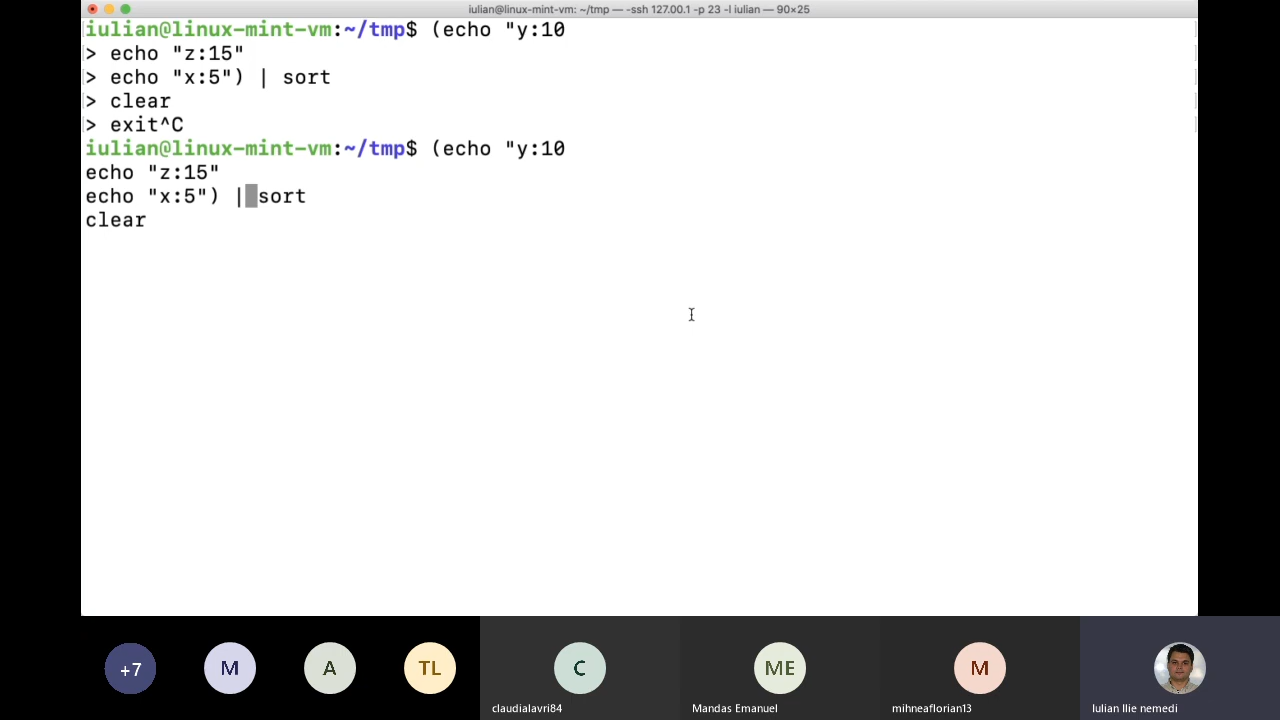 iulian@linux-mint-vm: ~/tmp — -ssh 127.00.1 -p 23 -l iulian — 90×25
iulian@linux-mint-vm:~/tmp$ (echo "y:10
> echo "z:15"
> echo "x:5") | sort
> clear
> exit^C
iulian@linux-mint-vm:~/tmp$ (echo "y:10
echo "z:15"
echo "x:5") | sort
clear
+7
M
A
TL
C
ME
M
claudialavri84
Mandas Emanuel
mihneaflorian13
Iulian Ilie nemedi